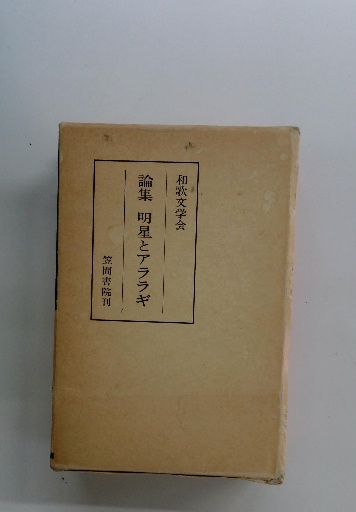 和歌文学会
論集 明星とアララギ
笠間書院刊